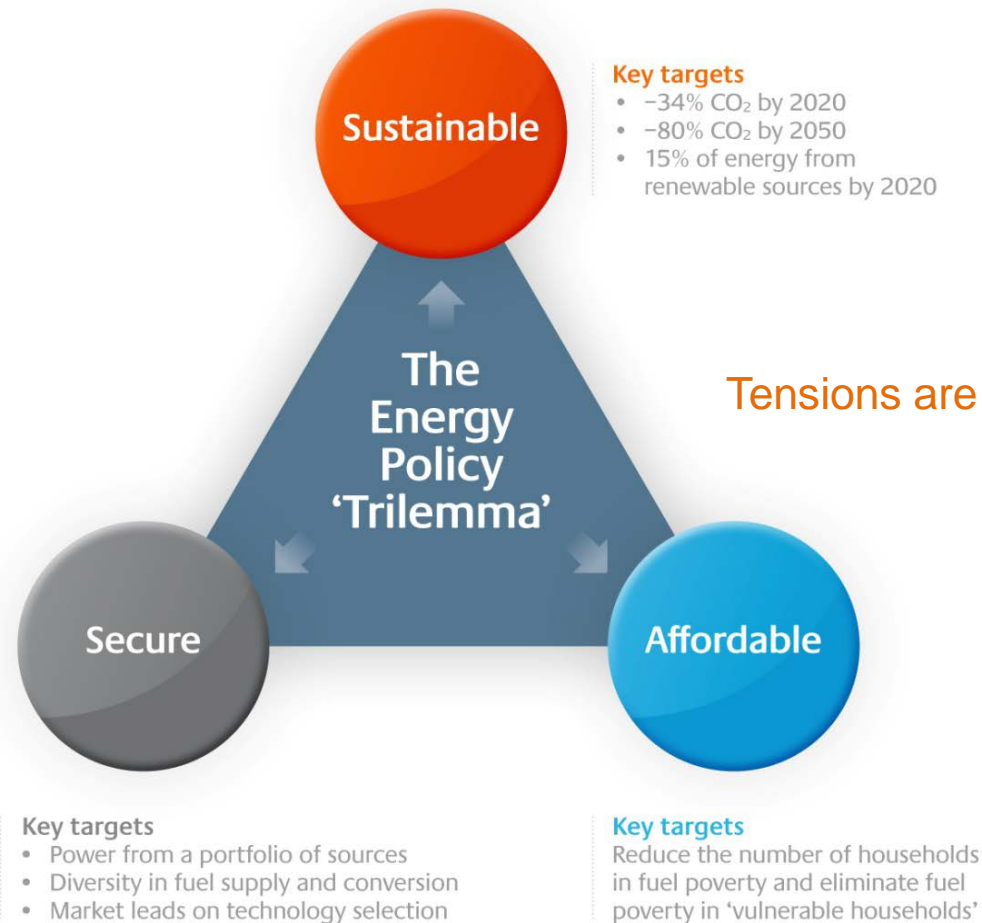 Sustainable
Key targets
• −34% CO₂ by 2020
• −80% CO₂ by 2050
• 15% of energy from
renewable sources by 2020
The
Energy
Policy
‘Trilemma’
Tensions are
Secure
Affordable
Key targets
• Power from a portfolio of sources
• Diversity in fuel supply and conversion
• Market leads on technology selection
Key targets
Reduce the number of households
in fuel poverty and eliminate fuel
poverty in ‘vulnerable households’